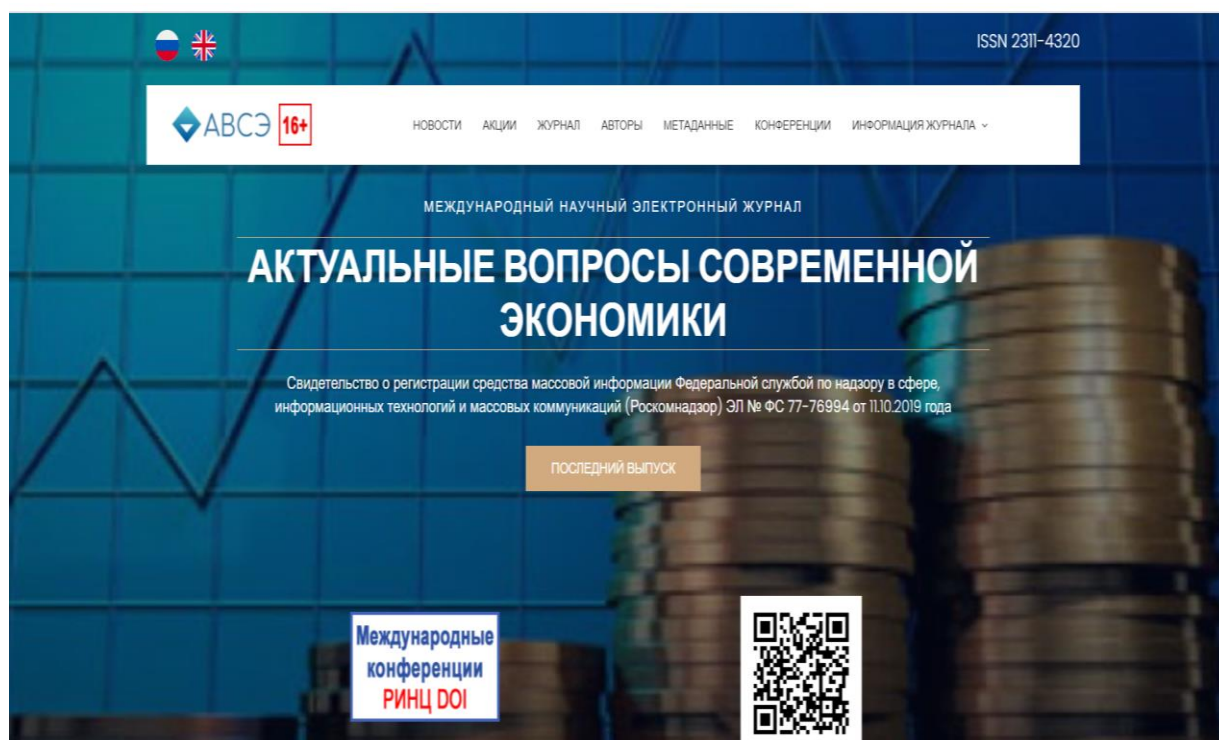 ISSN 2311-4320
АВСЭ 16+
НОВОСТИ АКЦИИ ЖУРНАЛ АВТОРЫ МЕТАДАННЫЕ КОНФЕРЕНЦИИ ИНФОРМАЦИЯ ЖУРНАЛА
МЕЖДУНАРОДНЫЙ НАУЧНЫЙ ЭЛЕКТРОННЫЙ ЖУРНАЛ
АКТУАЛЬНЫЕ ВОПРОСЫ СОВРЕМЕННОЙ
ЭКОНОМИКИ
Свидетельство о регистрации средства массовой информации Федеральной службой по надзору в сфере,
информационных технологий и массовых коммуникаций (Роскомнадзор) ЭЛ № ФС 77-76994 от 11.10.2019 года
ПОСЛЕДНИЙ ВЫПУСК
Международные
конференции
РИНЦ DOI